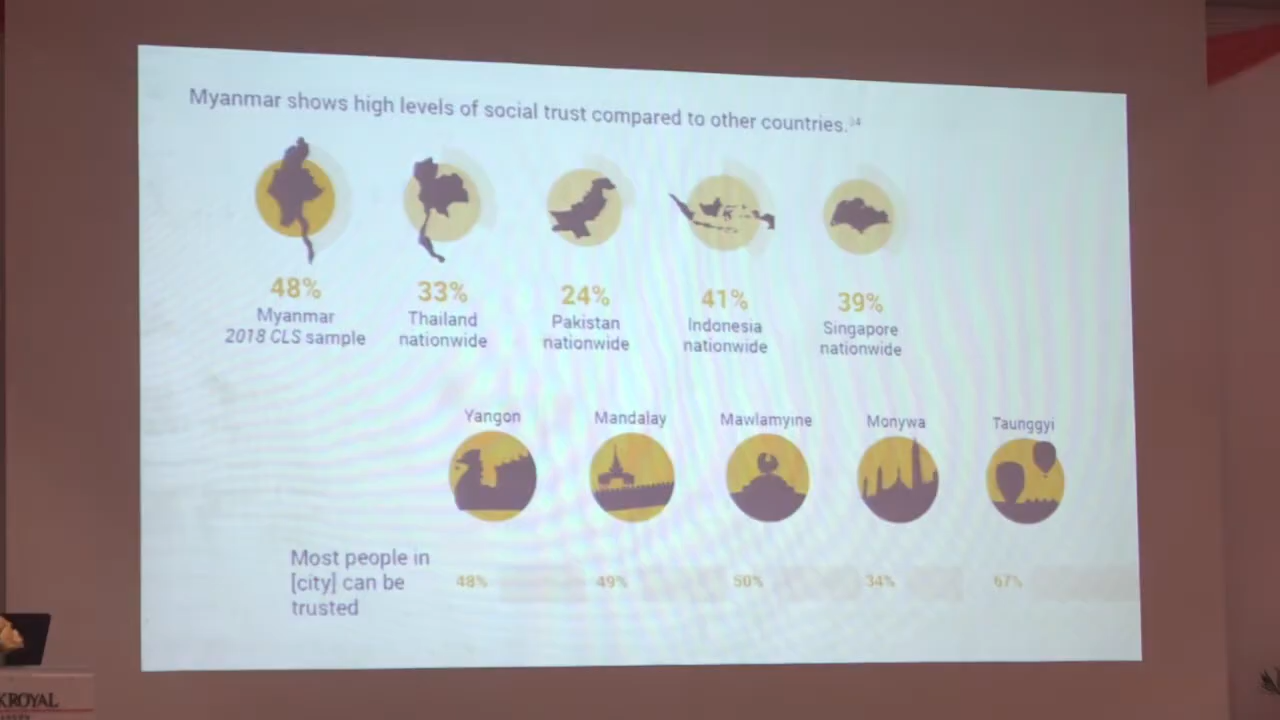 Myanmar shows high levels of social trust compared to other countries.34
48%
Myanmar
2018 CLS sample
33%
Thailand
nationwide
24%
Pakistan
nationwide
41%
Indonesia
nationwide
39%
Singapore
nationwide
Yangon
Mandalay
Mawlamyine
Monywa
Taunggyi
Most people in
[city] can be
trusted
48%
49%
50%
34%
67%
KROYAL